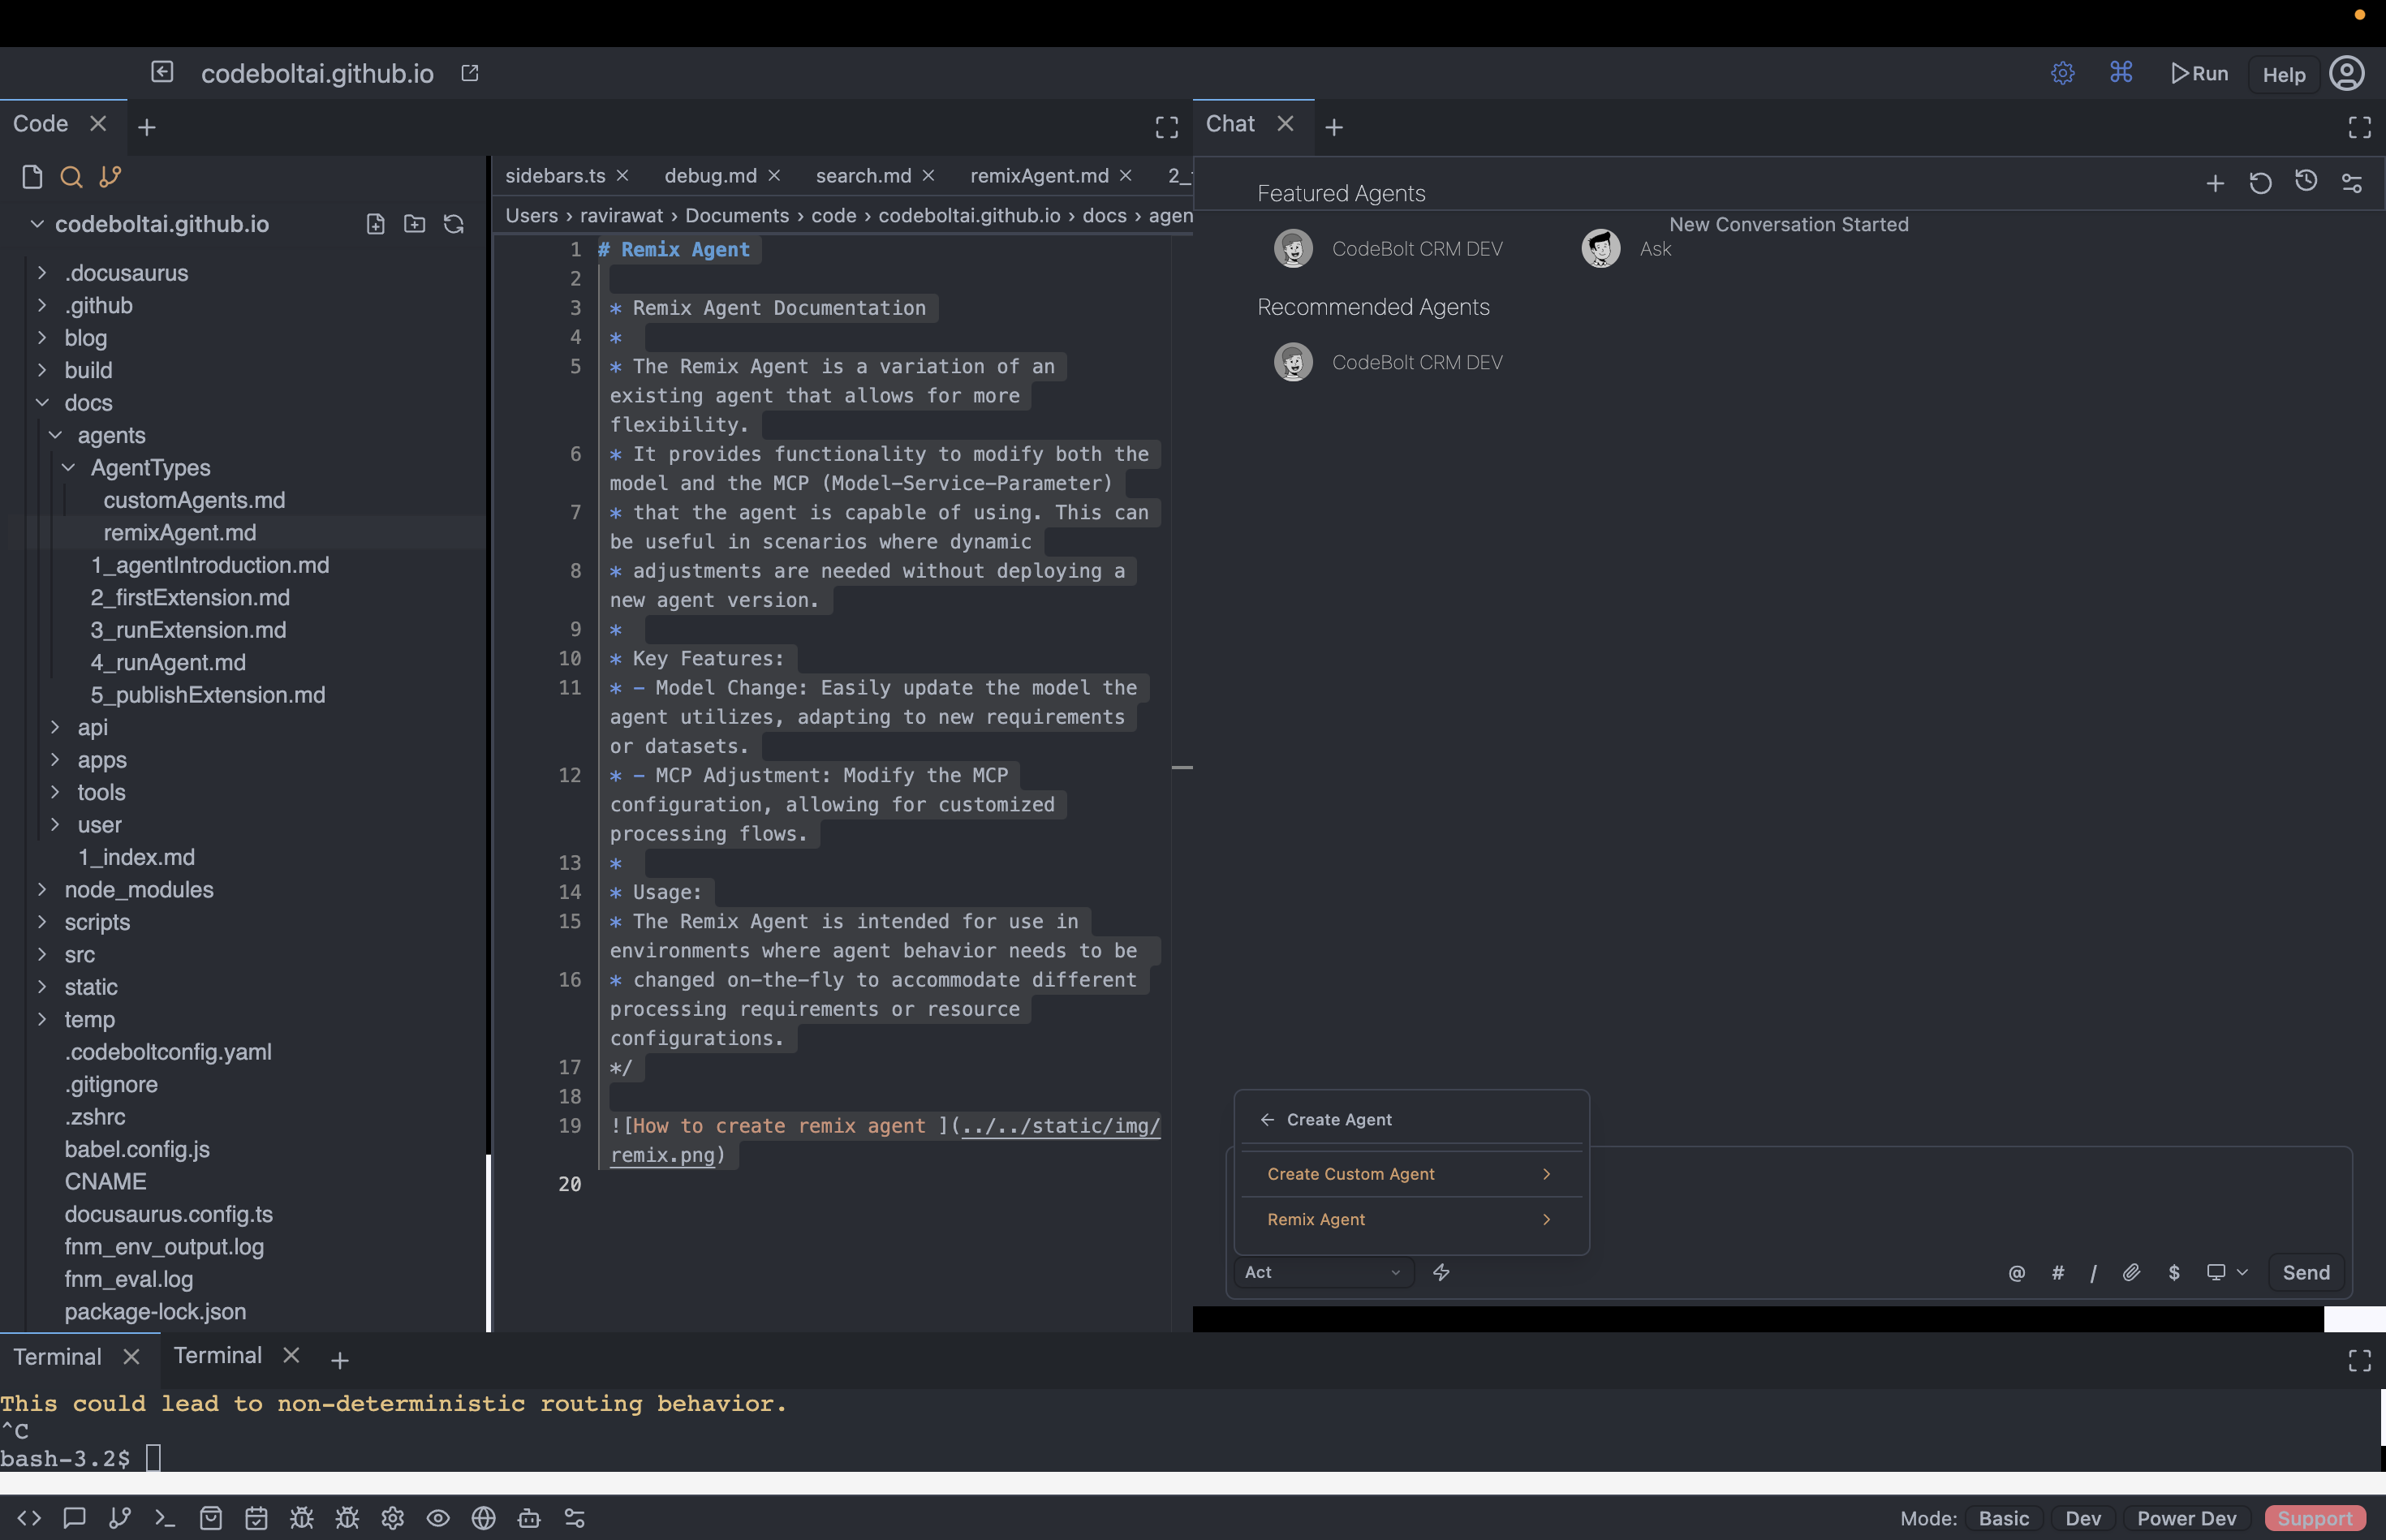 codeboltai.github.io
Run
Help
Code
Chat
codeboltai.github.io
.docusaurus
.github
blog
build
docs
agents
AgentTypes
customAgents.md
remixAgent.md
1_agentIntroduction.md
2_firstExtension.md
3_runExtension.md
4_runAgent.md
5_publishExtension.md
api
apps
tools
user
1_index.md
node_modules
scripts
src
static
temp
.codeboltconfig.yaml
.gitignore
.zshrc
babel.config.js
CNAME
docusaurus.config.ts
fnm_env_output.log
fnm_eval.log
package-lock.json
sidebars.ts
debug.md
search.md
remixAgent.md
2_
Users › ravirawat › Documents › code › codeboltai.github.io › docs › agen
1 # Remix Agent
2
3 * Remix Agent Documentation
4 *
5 * The Remix Agent is a variation of an
existing agent that allows for more
flexibility.
6 * It provides functionality to modify both the
model and the MCP (Model-Service-Parameter)
7 * that the agent is capable of using. This can
be useful in scenarios where dynamic
8 * adjustments are needed without deploying a
new agent version.
9 *
10 * Key Features:
11 * - Model Change: Easily update the model the
agent utilizes, adapting to new requirements
or datasets.
12 * - MCP Adjustment: Modify the MCP
configuration, allowing for customized
processing flows.
13 *
14 * Usage:
15 * The Remix Agent is intended for use in
environments where agent behavior needs to be
16 * changed on-the-fly to accommodate different
processing requirements or resource
configurations.
17 */
18
19 ![How to create remix agent ](../../static/img/
remix.png)
20
Featured Agents
New Conversation Started
CodeBolt CRM DEV
Ask
Recommended Agents
CodeBolt CRM DEV
Create Agent
Create Custom Agent
Remix Agent
Act
@ # / $
Send
Terminal
Terminal
This could lead to non-deterministic routing behavior.
^C
bash-3.2$
Mode: Basic Dev Power Dev Support